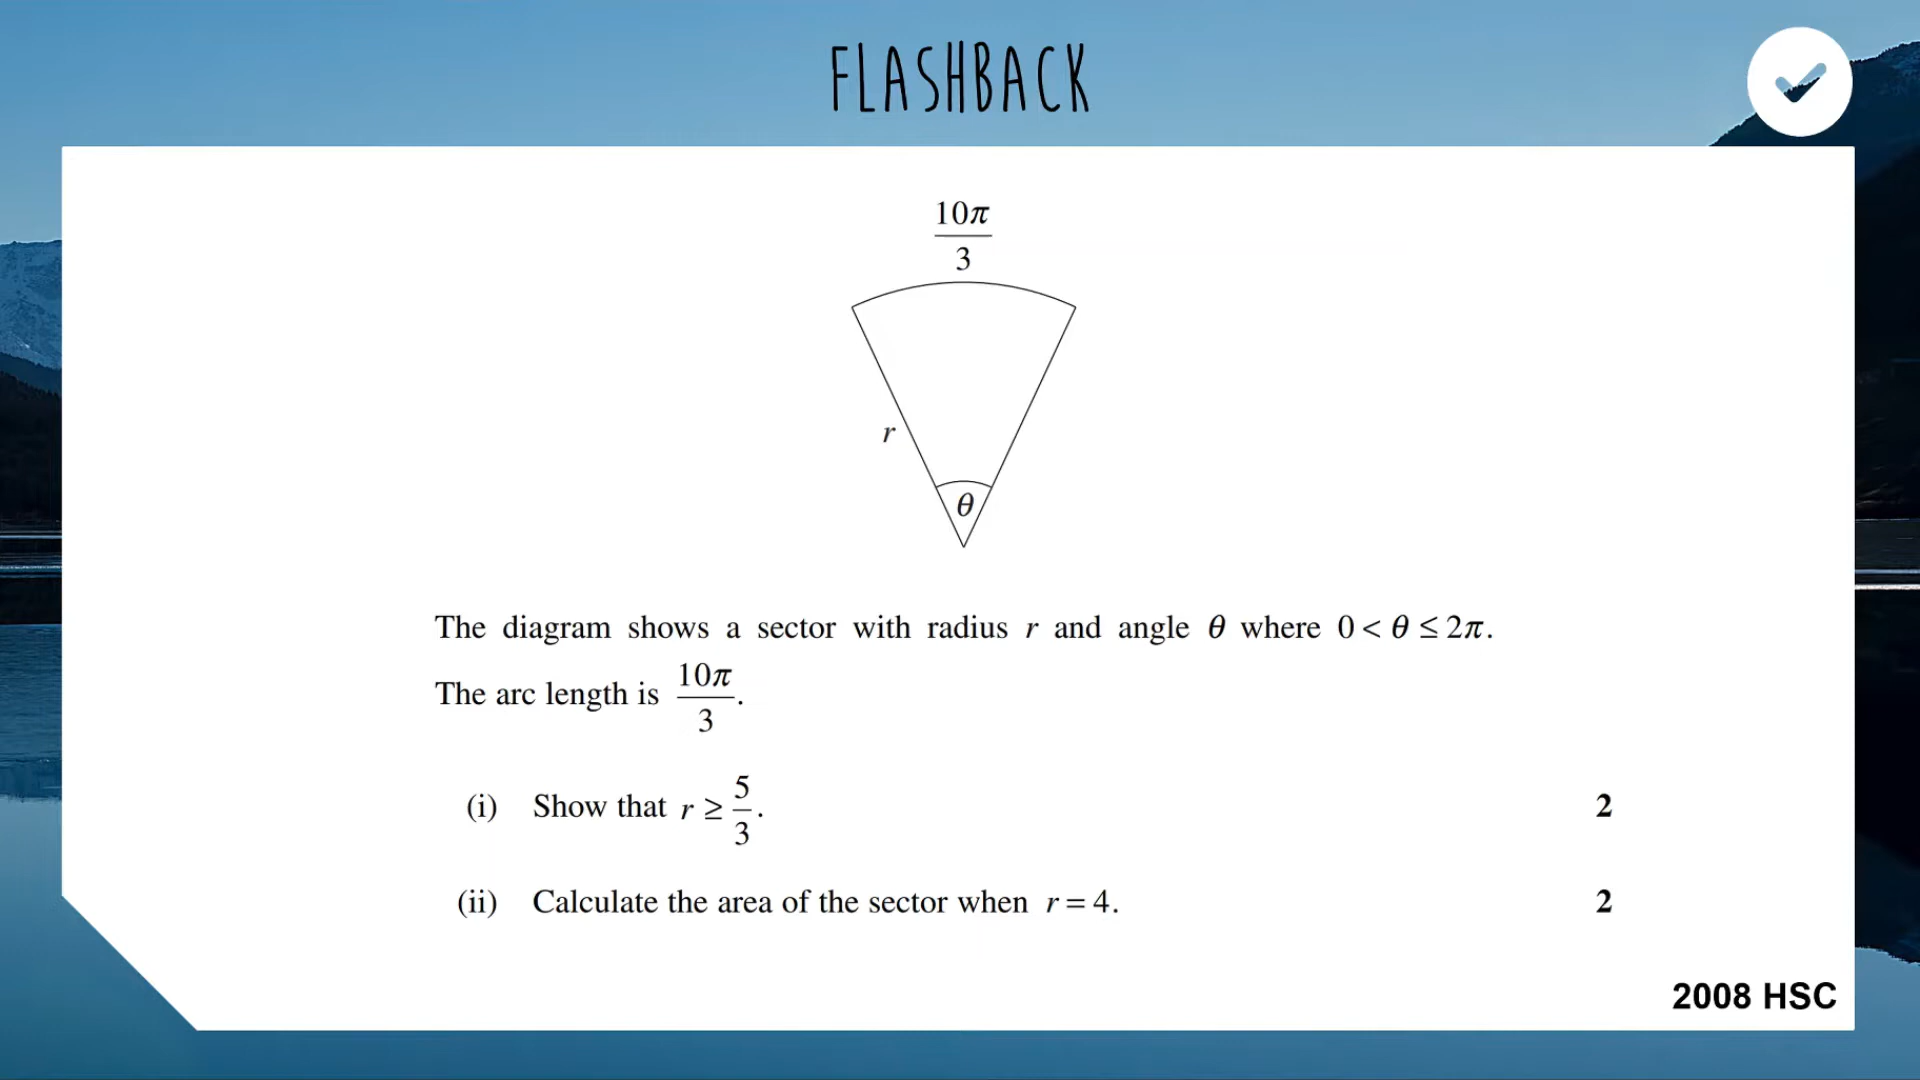 FLASHBACK
10π
3
r
θ
The diagram shows a sector with radius r and angle θ where 0 < θ ≤ 2π.
The arc length is 10π/3.
(i) Show that r ≥ 5/3. 2
(ii) Calculate the area of the sector when r = 4. 2
2008 HSC